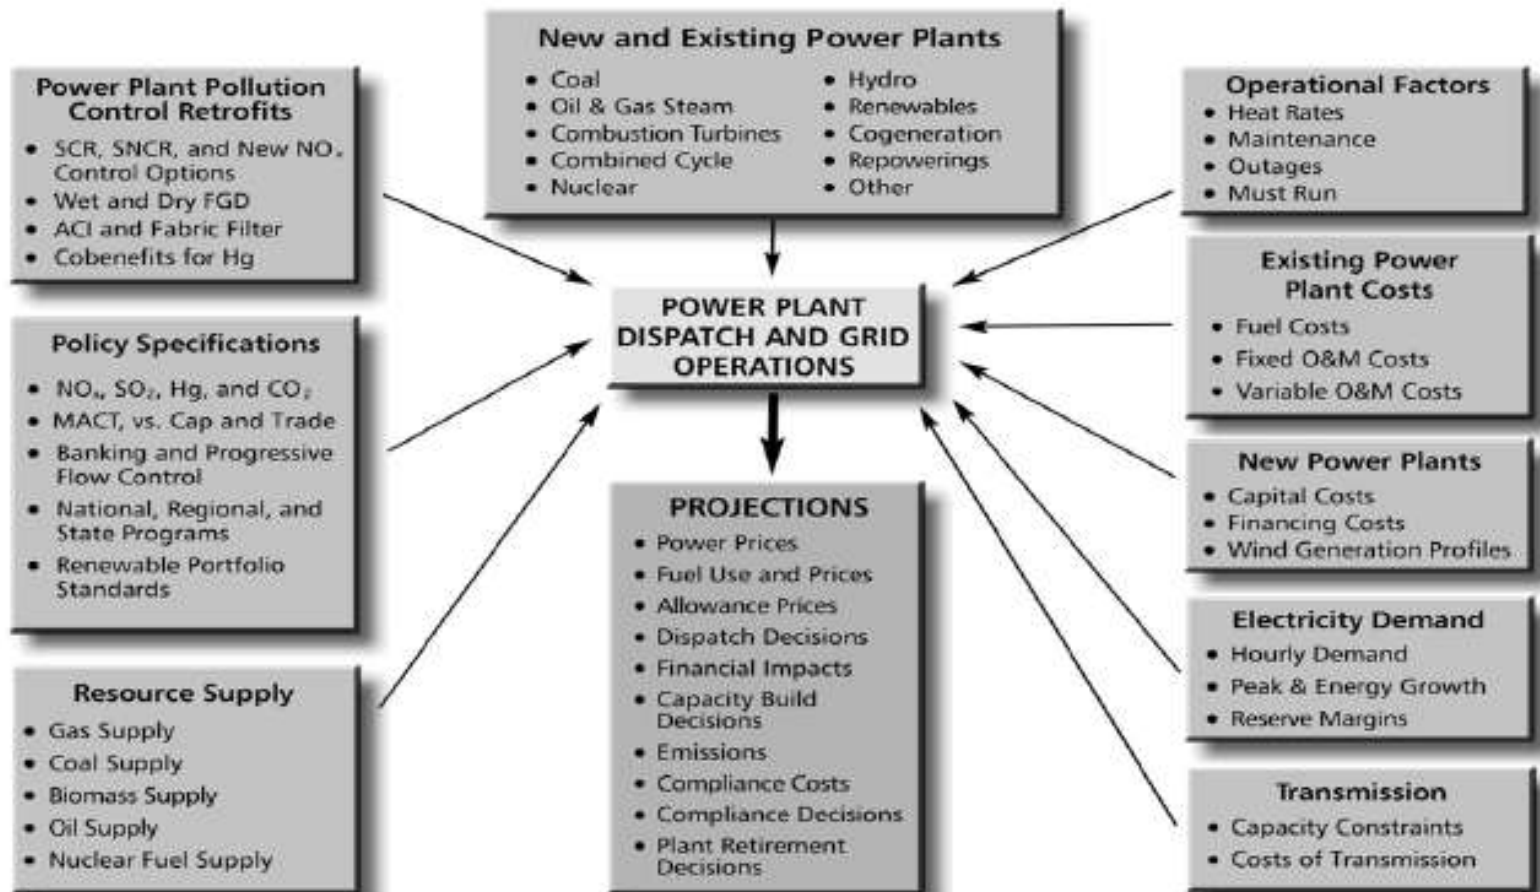 New and Existing Power Plants
• Coal
• Oil & Gas Steam
• Combustion Turbines
• Combined Cycle
• Nuclear
• Hydro
• Renewables
• Cogeneration
• Repowerings
• Other
Power Plant Pollution
Control Retrofits
• SCR, SNCR, and New NOₓ
Control Options
• Wet and Dry FGD
• ACI and Fabric Filter
• Cobenefits for Hg
Policy Specifications
• NOₓ, SO₂, Hg, and CO₂
• MACT, vs. Cap and Trade
• Banking and Progressive
Flow Control
• National, Regional, and
State Programs
• Renewable Portfolio
Standards
Resource Supply
• Gas Supply
• Coal Supply
• Biomass Supply
• Oil Supply
• Nuclear Fuel Supply
POWER PLANT
DISPATCH AND GRID
OPERATIONS
PROJECTIONS
• Power Prices
• Fuel Use and Prices
• Allowance Prices
• Dispatch Decisions
• Financial Impacts
• Capacity Build
Decisions
• Emissions
• Compliance Costs
• Compliance Decisions
• Plant Retirement
Decisions
Operational Factors
• Heat Rates
• Maintenance
• Outages
• Must Run
Existing Power
Plant Costs
• Fuel Costs
• Fixed O&M Costs
• Variable O&M Costs
New Power Plants
• Capital Costs
• Financing Costs
• Wind Generation Profiles
Electricity Demand
• Hourly Demand
• Peak & Energy Growth
• Reserve Margins
Transmission
• Capacity Constraints
• Costs of Transmission